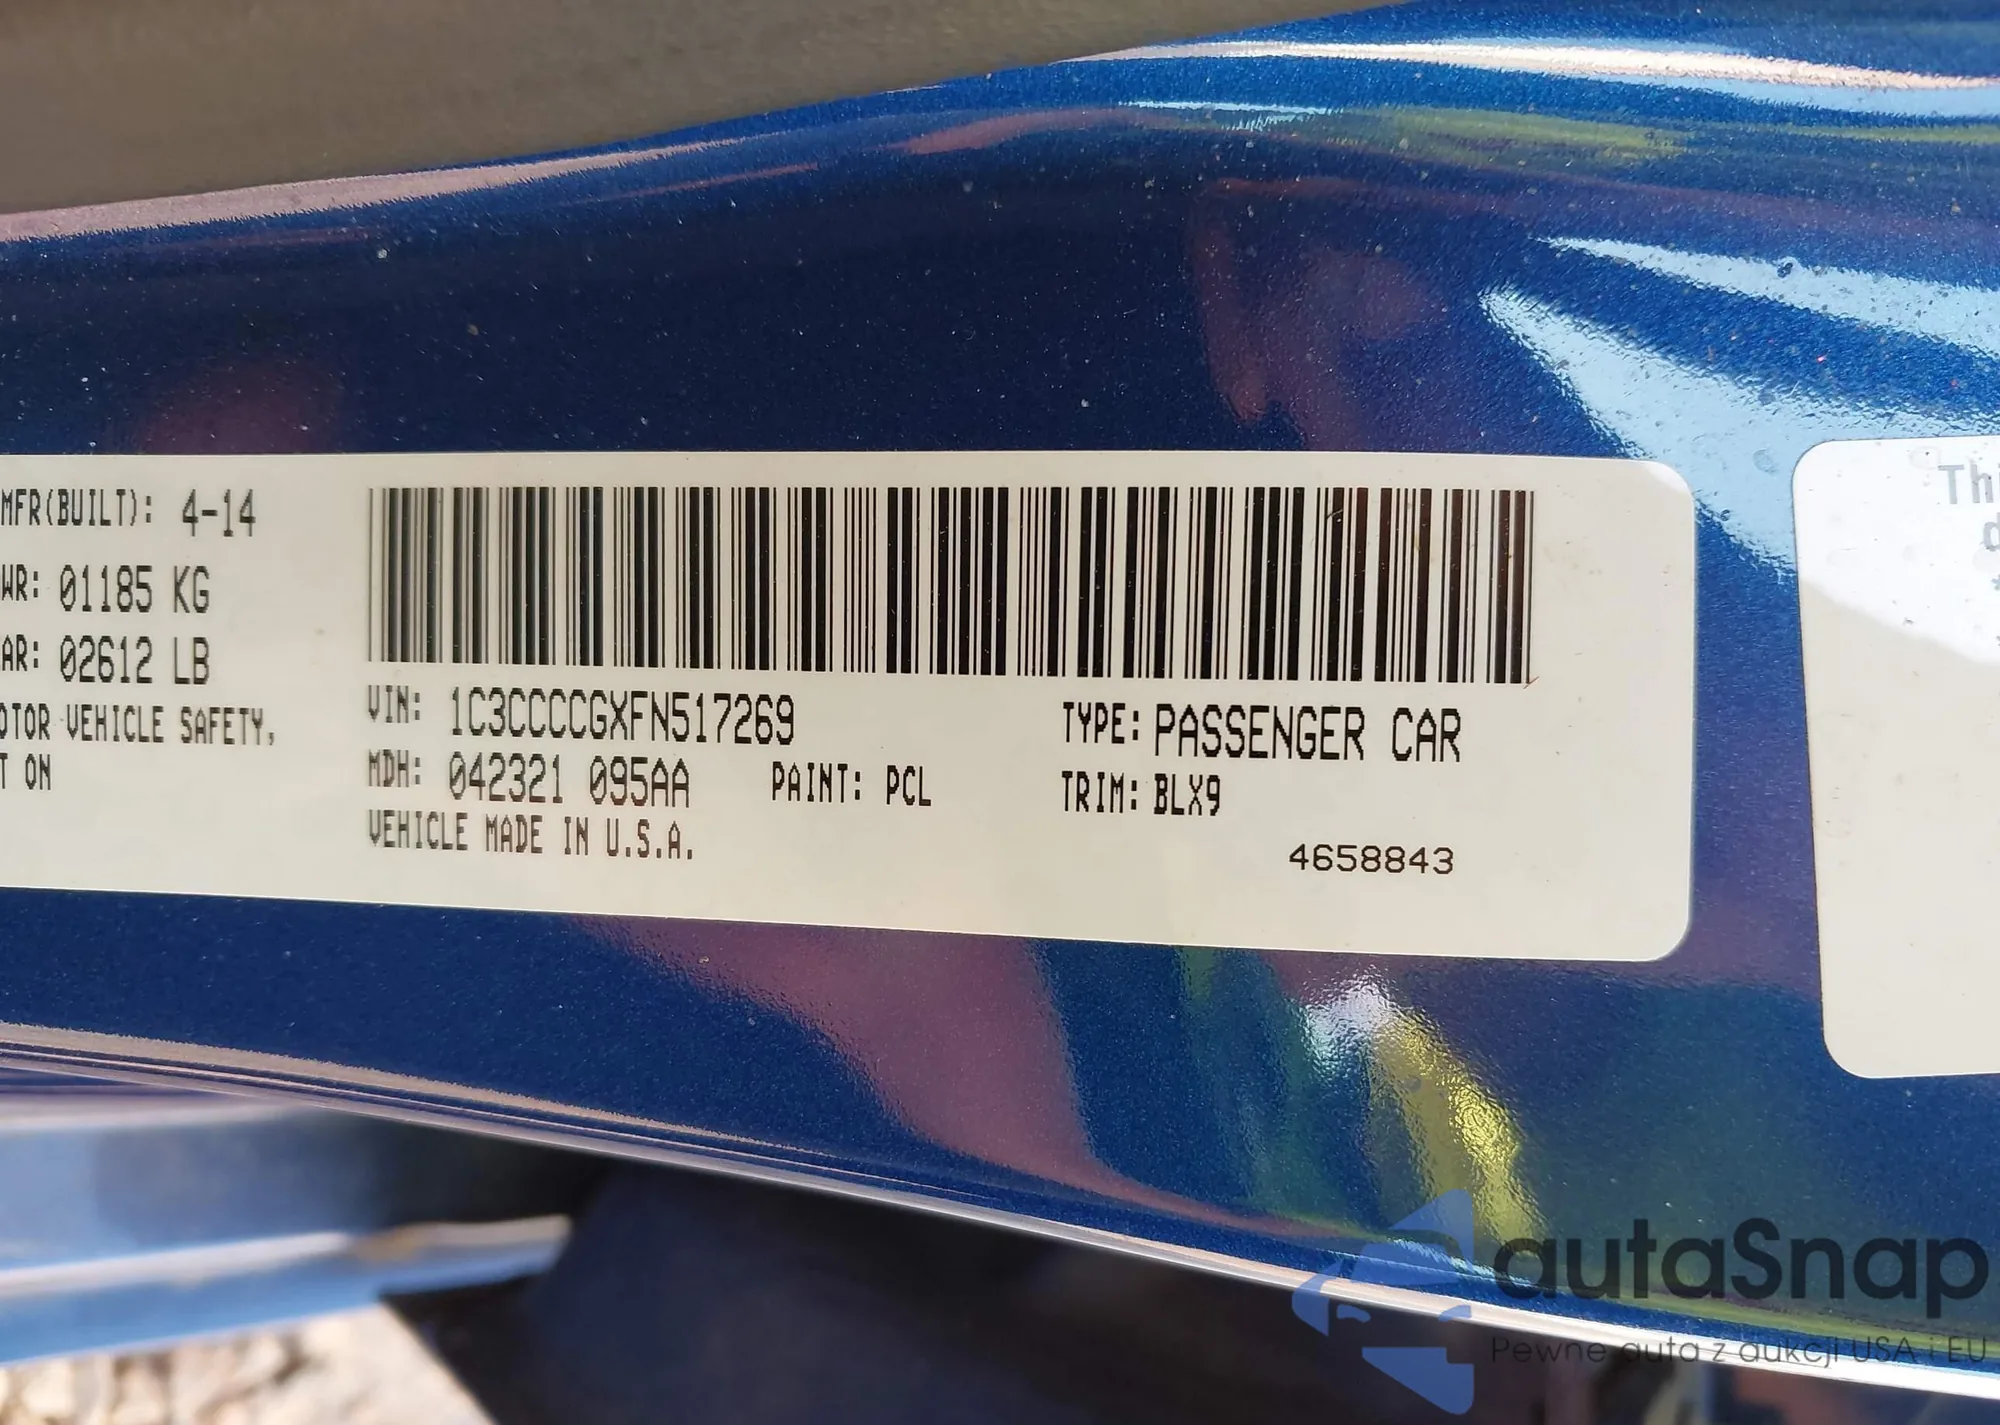 MFR(BUILT): 4-14
WR: 01185 KG
AR: 02612 LB
OTOR VEHICLE SAFETY,
T ON
VIN: 1C3CCCCGXFN517269
MDH: 042321 095AA
PAINT: PCL
VEHICLE MADE IN U.S.A.
TYPE: PASSENGER CAR
TRIM: BLX9
4658843
Thi
d
autaSnap
Pewne auta z aukcji USA i EU